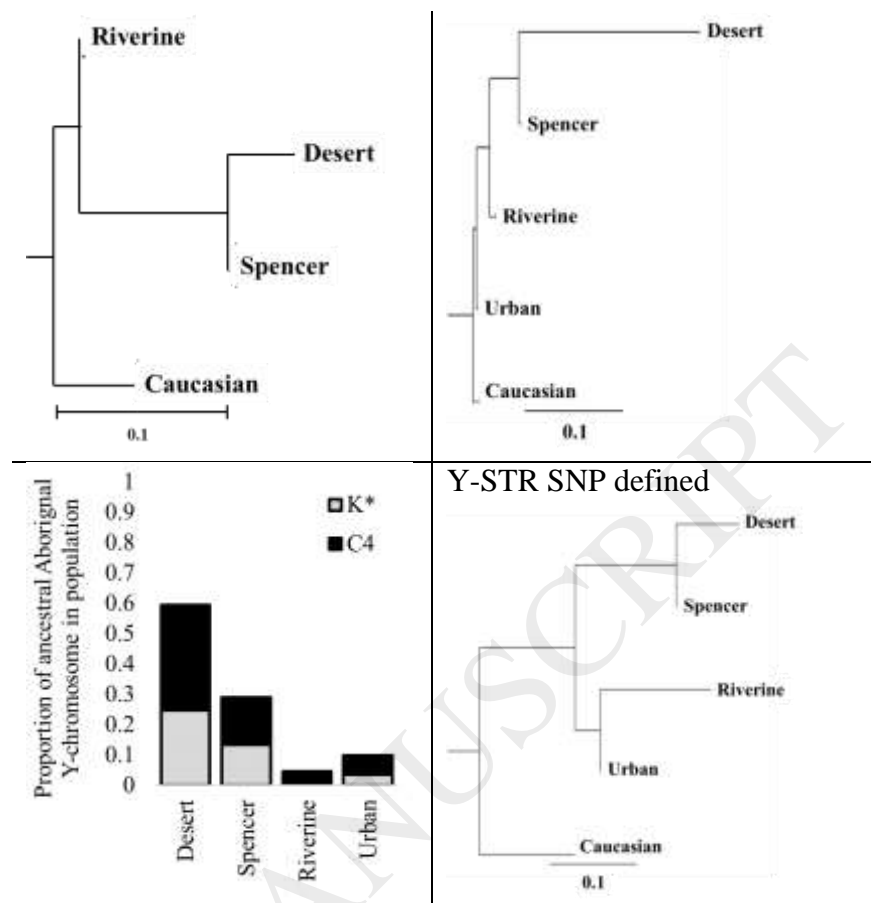 Riverine
Desert
Spencer
Caucasian
0.1
Desert
Spencer
Riverine
Urban
Caucasian
0.1
Proportion of ancestral Aborignal
Y-chromosome in population
1
0.9
0.8
0.7
0.6
0.5
0.4
0.3
0.2
0.1
0
K*
C4
Desert
Spencer
Riverine
Urban
Y-STR SNP defined
Desert
Spencer
Riverine
Urban
Caucasian
0.1
ANUSCRIPT